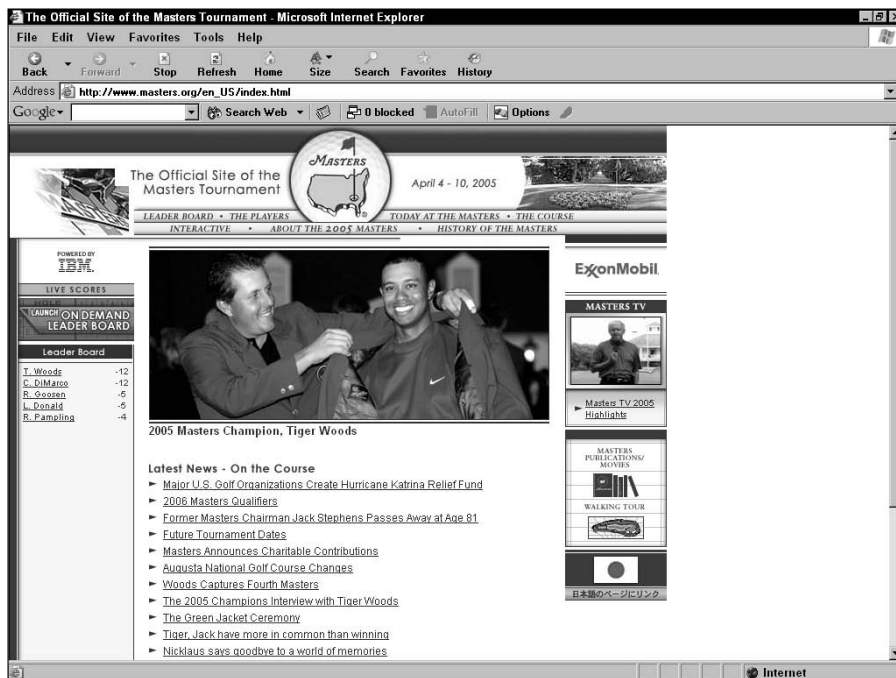 The Official Site of the Masters Tournament - Microsoft Internet Explorer
File Edit View Favorites Tools Help
Back Forward Stop Refresh Home Size Search Favorites History
Address http://www.masters.org/en_US/index.html
Google Search Web 0 blocked AutoFill Options
The Official Site of the
Masters Tournament
MASTERS
April 4 - 10, 2005
LEADER BOARD • THE PLAYERS TODAY AT THE MASTERS • THE COURSE
INTERACTIVE • ABOUT THE 2005 MASTERS • HISTORY OF THE MASTERS
POWERED BY
IBM
LIVE SCORES
LAUNCH ON DEMAND
LEADER BOARD
Leader Board
T. Woods -12
C. DiMarco -12
R. Goosen -5
L. Donald -5
R. Pampling -4
2005 Masters Champion, Tiger Woods
Latest News - On the Course
Major U.S. Golf Organizations Create Hurricane Katrina Relief Fund
2006 Masters Qualifiers
Former Masters Chairman Jack Stephens Passes Away at Age 81
Future Tournament Dates
Masters Announces Charitable Contributions
Augusta National Golf Course Changes
Woods Captures Fourth Masters
The 2005 Champions Interview with Tiger Woods
The Green Jacket Ceremony
Tiger, Jack have more in common than winning
Nicklaus says goodbye to a world of memories
ExxonMobil
MASTERS TV
Masters TV 2005
Highlights
MASTERS
PUBLICATIONS/
MOVIES
WALKING TOUR
日本語のページにリンク
Internet